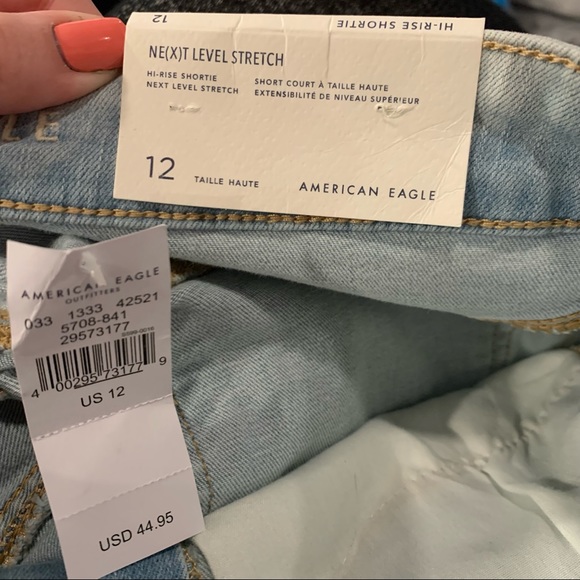 12 HI-RISE SHORTIE
NE(X)T LEVEL STRETCH
HI-RISE SHORTIE
NEXT LEVEL STRETCH
SHORT COURT À TAILLE HAUTE
EXTENSIBILITÉ DE NIVEAU SUPÉRIEUR
12 TAILLE HAUTE AMERICAN EAGLE
AMERICAN EAGLE
OUTFITTERS
033 1333 42521
5708-841
29573177
4 00295 73177 9
US 12
USD 44.95